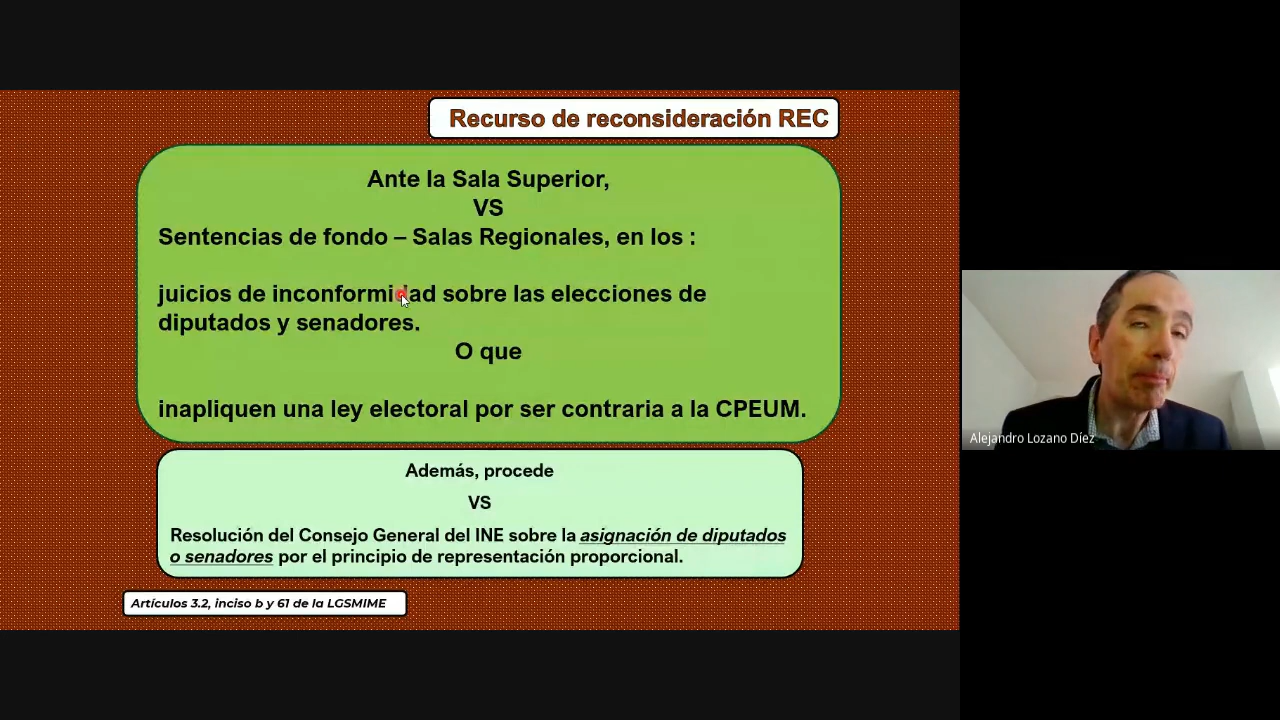 Recurso de reconsideración REC
Ante la Sala Superior,
VS
Sentencias de fondo – Salas Regionales, en los :
juicios de inconformidad sobre las elecciones de
diputados y senadores.
O que
inapliquen una ley electoral por ser contraria a la CPEUM.
Además, procede
VS
Resolución del Consejo General del INE sobre la asignación de diputados
o senadores por el principio de representación proporcional.
Artículos 3.2, inciso b y 61 de la LGSMIME
Alejandro Lozano Díez